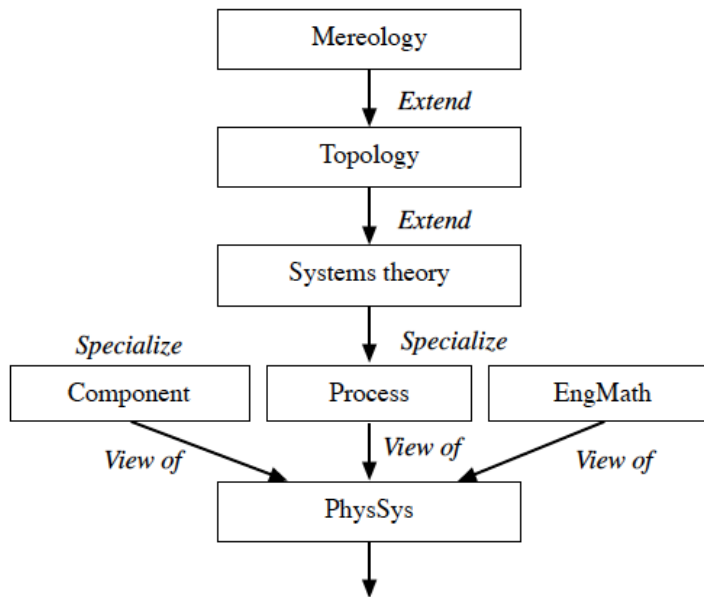 Mereology
Extend
Topology
Extend
Systems theory
Specialize
Specialize
Component
Process
EngMath
View of
View of
View of
PhysSys